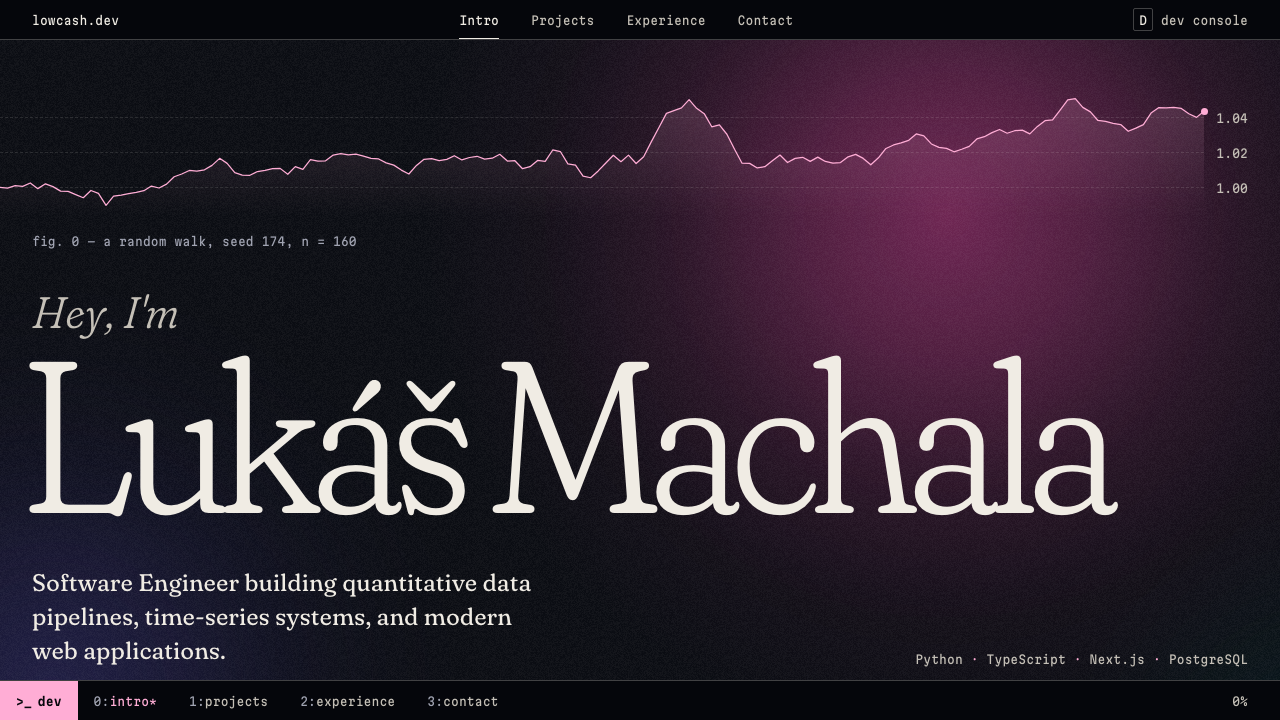 lowcash.dev
Intro Projects Experience Contact
D dev console
1.04
1.02
1.00
fig. 0 — a random walk, seed 174, n = 160
Hey, I'm
Lukáš Machala
Software Engineer building quantitative data
pipelines, time-series systems, and modern
web applications.
Python · TypeScript · Next.js · PostgreSQL
>_ dev 0:intro* 1:projects 2:experience 3:contact 0%